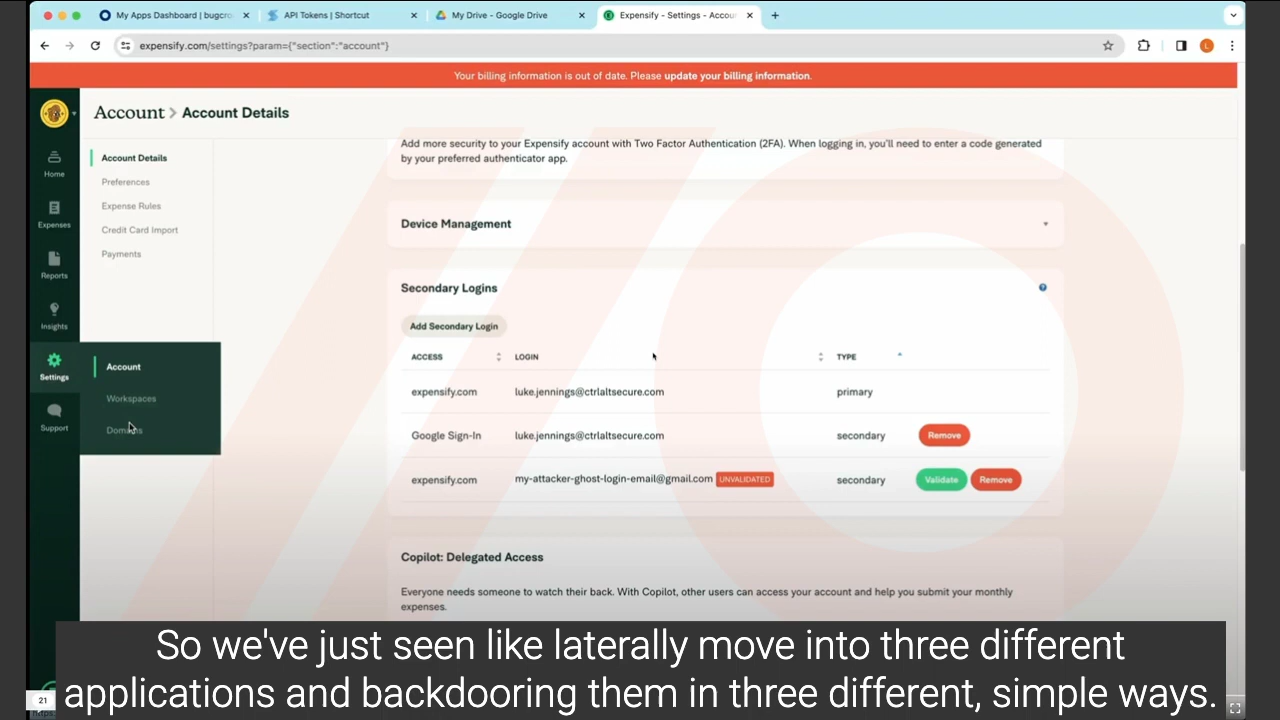 My Apps Dashboard | bugcro
API Tokens | Shortcut
My Drive - Google Drive
Expensify - Settings - Accou
expensify.com/settings?param={"section":"account"}
L
Your billing information is out of date. Please update your billing information.
Account > Account Details
Home
Expenses
Reports
Insights
Settings
Support
Account Details
Preferences
Expense Rules
Credit Card Import
Payments
Account
Workspaces
Domains
Add more security to your Expensify account with Two Factor Authentication (2FA). When logging in, you'll need to enter a code generated
by your preferred authenticator app.
Device Management
Secondary Logins
Add Secondary Login
ACCESS LOGIN TYPE
expensify.com luke.jennings@ctrlaltsecure.com primary
Google Sign-In luke.jennings@ctrlaltsecure.com secondary Remove
expensify.com my-attacker-ghost-login-email@gmail.com UNVALIDATED secondary Validate Remove
Copilot: Delegated Access
Everyone needs someone to watch their back. With Copilot, other users can access your account and help you submit your monthly
expenses.
So we've just seen like laterally move into three different
applications and backdooring them in three different, simple ways.
21